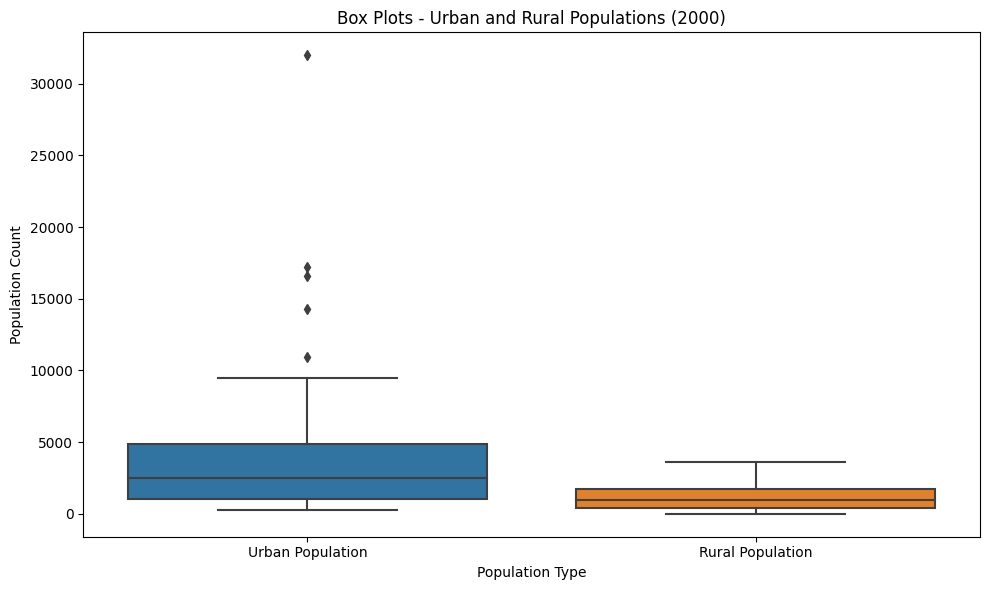 Box Plots - Urban and Rural Populations (2000)
Population Count
30000
25000
20000
15000
10000
5000
0
Urban Population
Rural Population
Population Type